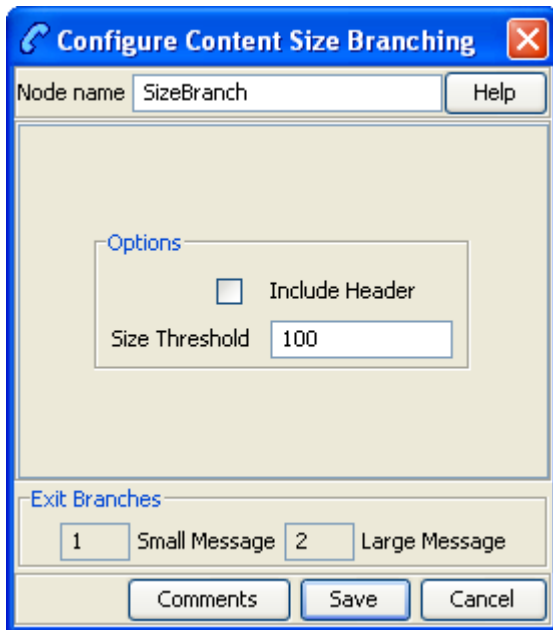 Configure Content Size Branching
Node name SizeBranch Help
Options
Include Header
Size Threshold 100
Exit Branches
1 Small Message 2 Large Message
Comments Save Cancel